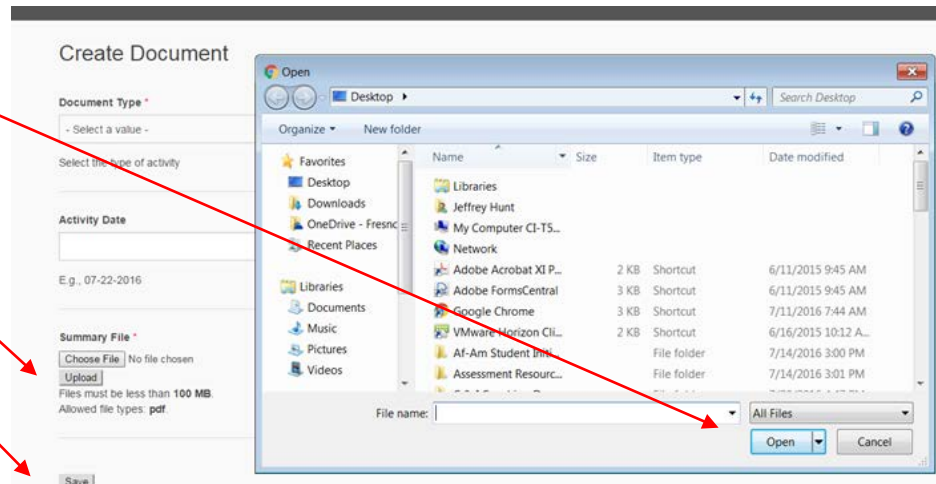 Create Document
Document Type *
- Select a value -
Select the type of activity
Activity Date
E.g., 07-22-2016
Summary File *
Choose File No file chosen
Upload
Files must be less than 100 MB.
Allowed file types: pdf.
Save
Open
Desktop
Search Desktop
Organize New folder
Favorites
Desktop
Downloads
OneDrive - Fresnc
Recent Places
Libraries
Documents
Music
Pictures
Videos
Name Size Item type Date modified
Libraries
Jeffrey Hunt
My Computer CI-T5...
Network
Adobe Acrobat XI P... 2 KB Shortcut 6/11/2015 9:45 AM
Adobe FormsCentral 3 KB Shortcut 6/11/2015 9:45 AM
Google Chrome 3 KB Shortcut 7/11/2016 7:44 AM
VMware Horizon Cli... 2 KB Shortcut 6/16/2015 10:12 A...
Af-Am Student Initi... File folder 7/14/2016 3:00 PM
Assessment Resourc... File folder 7/14/2016 3:01 PM
File name: All Files
Open Cancel